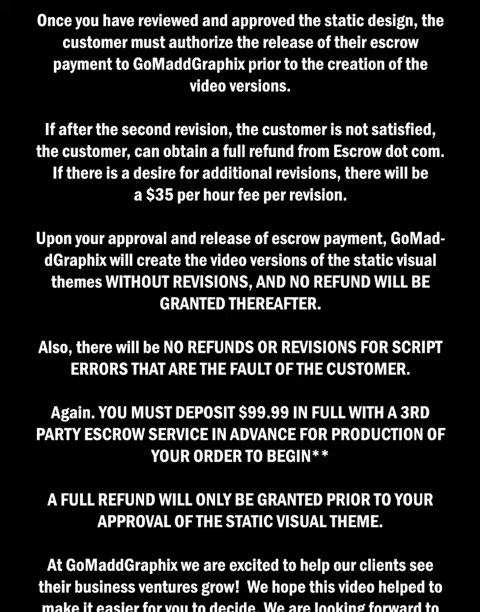 Once you have reviewed and approved the static design, the
customer must authorize the release of their escrow
payment to GoMaddGraphix prior to the creation of the
video versions.
If after the second revision, the customer is not satisfied,
the customer, can obtain a full refund from Escrow dot com.
If there is a desire for additional revisions, there will be
a $35 per hour fee per revision.
Upon your approval and release of escrow payment, GoMad-
dGraphix will create the video versions of the static visual
themes WITHOUT REVISIONS, AND NO REFUND WILL BE
GRANTED THEREAFTER.
Also, there will be NO REFUNDS OR REVISIONS FOR SCRIPT
ERRORS THAT ARE THE FAULT OF THE CUSTOMER.
Again. YOU MUST DEPOSIT $99.99 IN FULL WITH A 3RD
PARTY ESCROW SERVICE IN ADVANCE FOR PRODUCTION OF
YOUR ORDER TO BEGIN**
A FULL REFUND WILL ONLY BE GRANTED PRIOR TO YOUR
APPROVAL OF THE STATIC VISUAL THEME.
At GoMaddGraphix we are excited to help our clients see
their business ventures grow! We hope this video helped to
make it easier for you to decide. We are looking forward to